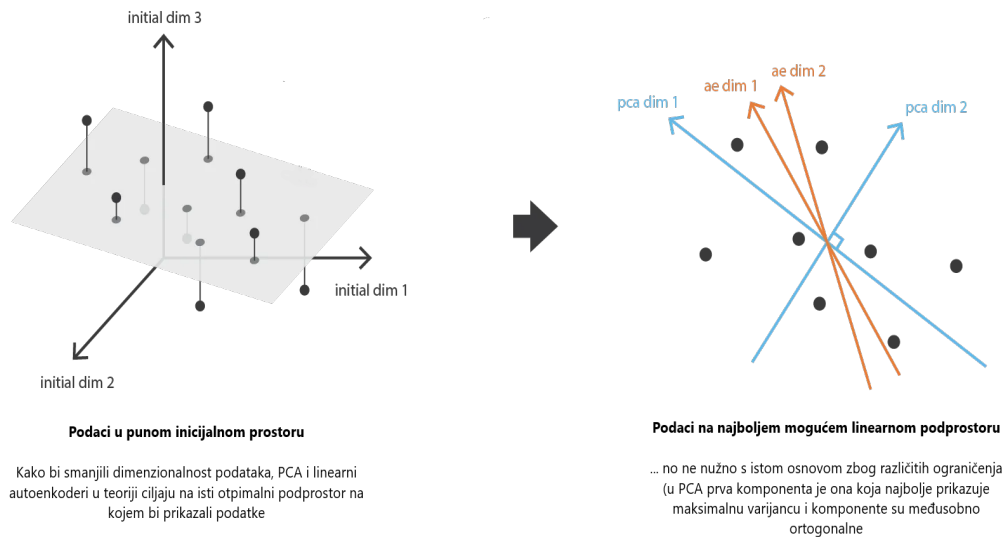 initial dim 3
initial dim 1
initial dim 2
Podaci u punom inicijalnom prostoru
Kako bi smanjili dimenzionalnost podataka, PCA i linearni
autoenkoderi u teoriji ciljaju na isti otpimalni podprostor na
kojem bi prikazali podatke
ae dim 2
ae dim 1
pca dim 1
pca dim 2
Podaci na najboljem mogućem linearnom podprostoru
... no ne nužno s istom osnovom zbog različitih ograničenja
(u PCA prva komponenta je ona koja najbolje prikazuje
maksimalnu varijancu i komponente su međusobno
ortogonalne